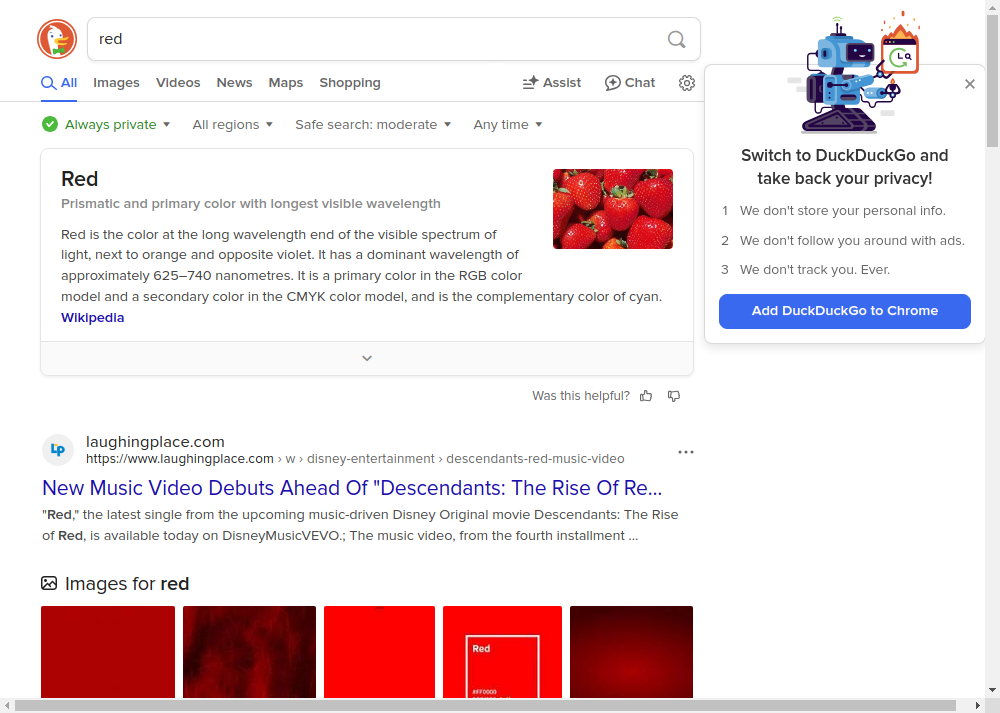 red
All
Images
Videos
News
Maps
Shopping
Assist
Chat
Always private
All regions
Safe search: moderate
Any time
Red
Prismatic and primary color with longest visible wavelength
Red is the color at the long wavelength end of the visible spectrum of
light, next to orange and opposite violet. It has a dominant wavelength of
approximately 625–740 nanometres. It is a primary color in the RGB color
model and a secondary color in the CMYK color model, and is the complementary color of cyan.
Wikipedia
Was this helpful?
Lp
laughingplace.com
https://www.laughingplace.com › w › disney-entertainment › descendants-red-music-video
New Music Video Debuts Ahead Of "Descendants: The Rise Of Re...
"Red," the latest single from the upcoming music-driven Disney Original movie Descendants: The Rise
of Red, is available today on DisneyMusicVEVO.; The music video, from the fourth installment ...
Images for red
Red
#FF0000
Switch to DuckDuckGo and
take back your privacy!
1 We don't store your personal info.
2 We don't follow you around with ads.
3 We don't track you. Ever.
Add DuckDuckGo to Chrome